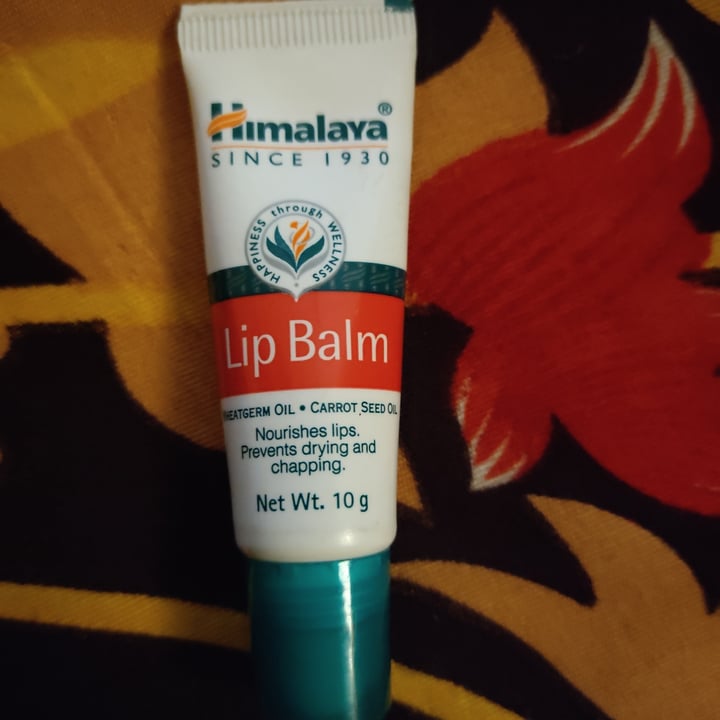 Himalaya®
SINCE 1930
HAPPINESS through WELLNESS
Lip Balm
HEATGERM OIL • CARROT SEED OIL
Nourishes lips.
Prevents drying and
chapping.
Net Wt. 10 g